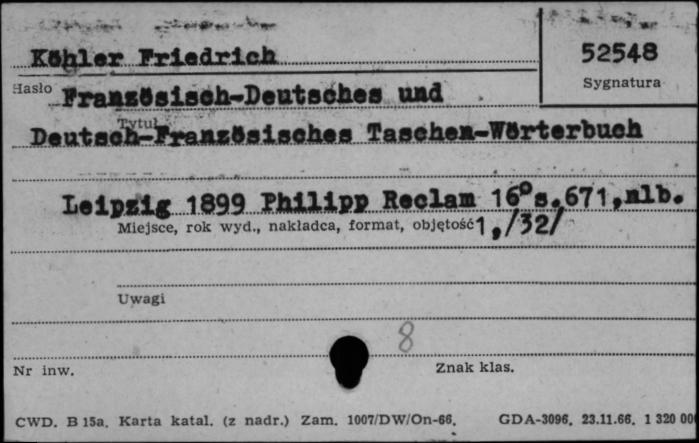 Köhler Friedrich
52548
Hasło
Sygnatura
Französisch-Deutsches und
Tytuł
Deutsch-Französisches Taschen-Wörterbuch
Leipzig 1899 Philipp Reclam 16° s.671,nlb.
Miejsce, rok wyd., nakładca, format, objętość
1,/32/
Uwagi
8
Nr inw.
Znak klas.
CWD. B 15a. Karta katal. (z nadr.) Zam. 1007/DW/On-66. GDA-3096. 23.11.66. 1 320 00